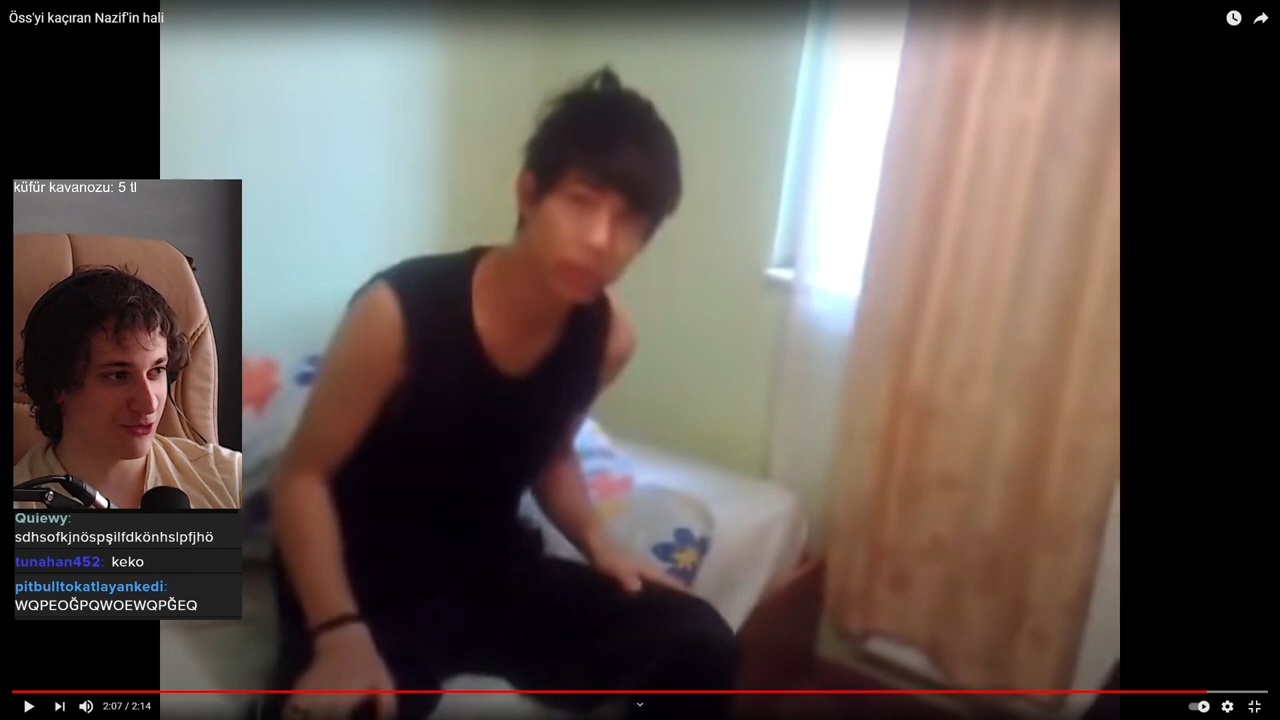 Öss'yi kaçıran Nazif'in hali
küfür kavanozu: 5 tl
Quiewy:
sdhsofkjnöspşilfdkönhslpfjhö
tunahan452: keko
pitbulltokatlayankedi:
WQPEOĞPQWOEWQPĞEQ
2:07 / 2:14